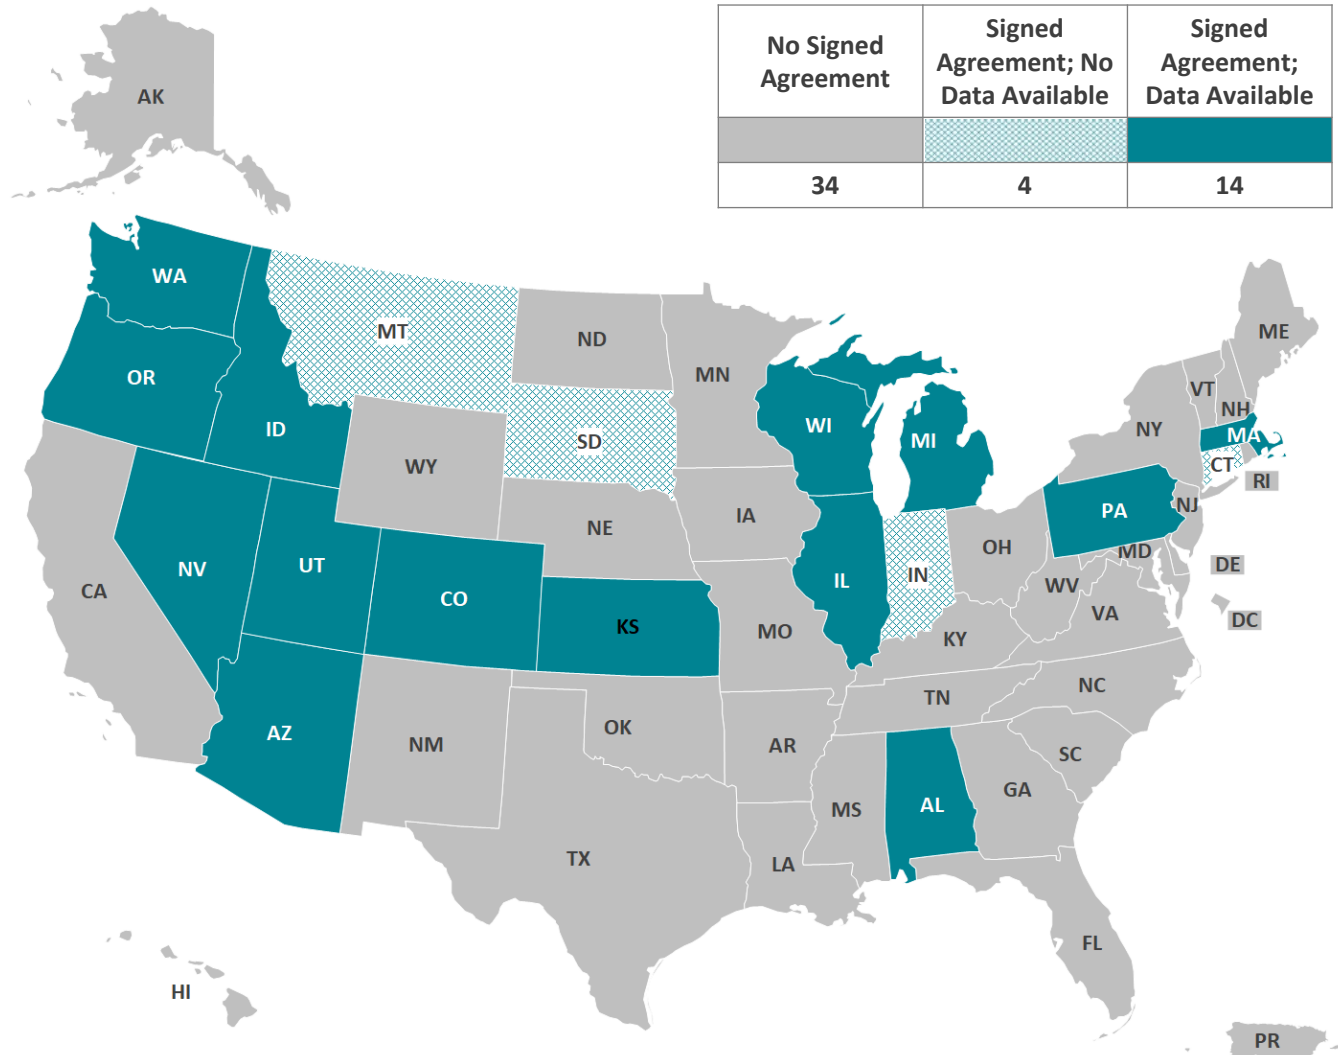 No Signed
Agreement
Signed
Agreement; No
Data Available
Signed
Agreement;
Data Available
34
4
14
AK
WA
MT
ND
MN
ME
OR
ID
SD
WI
MI
VT
NH
NY
MA
WY
CT
RI
IA
NE
PA
NJ
OH
MD
NV
UT
IN
DE
IL
WV
CA
CO
KS
MO
VA
DC
KY
NC
TN
AZ
NM
OK
AR
SC
GA
MS
AL
TX
LA
FL
HI
PR